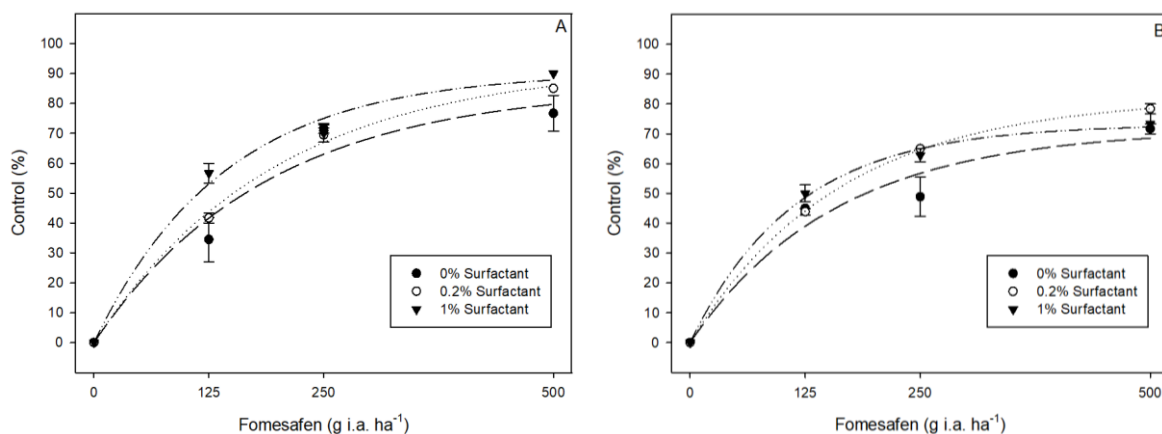 A
100
90
80
70
60
50
40
30
20
10
0
Control (%)
0% Surfactant
0.2% Surfactant
1% Surfactant
0 125 250 500
Fomesafen (g i.a. ha⁻¹)
B
100
90
80
70
60
50
40
30
20
10
0
Control (%)
0% Surfactant
0.2% Surfactant
1% Surfactant
0 125 250 500
Fomesafen (g i.a. ha⁻¹)